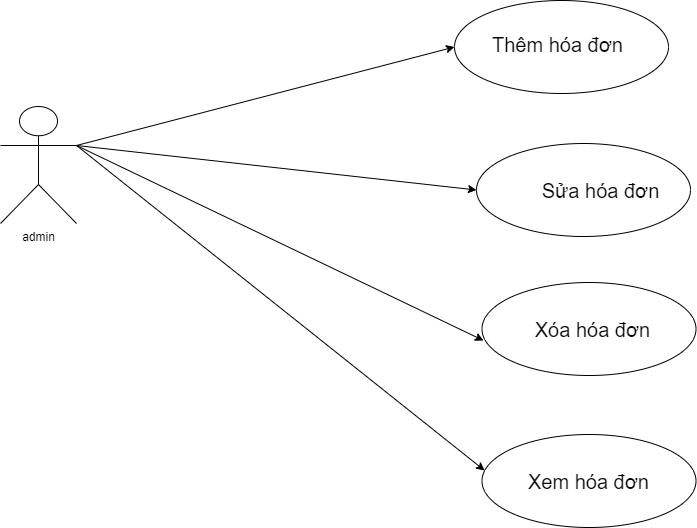 Thêm hóa đơn
admin
Sửa hóa đơn
Xóa hóa đơn
Xem hóa đơn